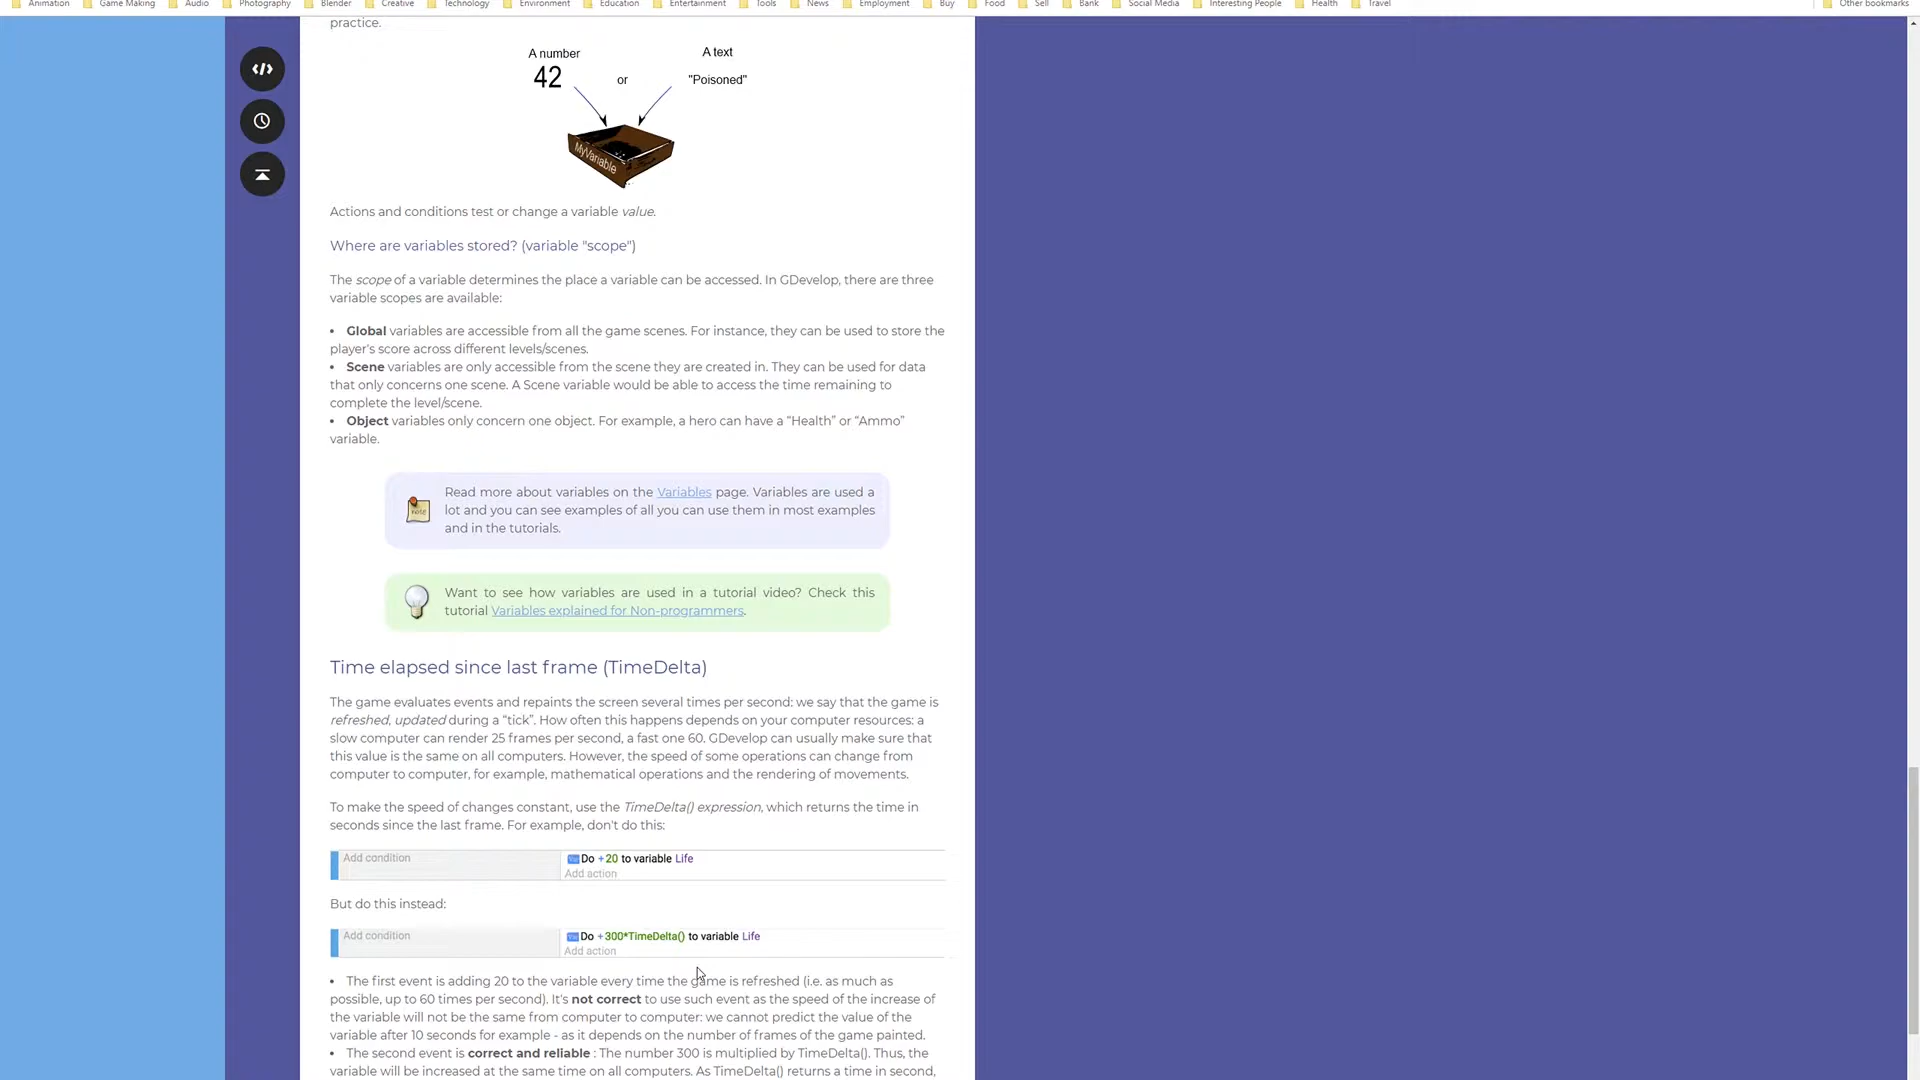 Animation Game Making Audio Photography Blender Creative Technology Environment Education Entertainment Tools News Employment Buy Food Sell Work Bank Social Media Interesting People Health Travel Other bookmarks
practice.
A number
A text
42
or
"Poisoned"
MyVariable
Actions and conditions test or change a variable value.
Where are variables stored? (variable "scope")
The scope of a variable determines the place a variable can be accessed. In GDevelop, there are three
variable scopes are available:
• Global variables are accessible from all the game scenes. For instance, they can be used to store the
player's score across different levels/scenes.
• Scene variables are only accessible from the scene they are created in. They can be used for data
that only concerns one scene. A Scene variable would be able to access the time remaining to
complete the level/scene.
• Object variables only concern one object. For example, a hero can have a “Health” or “Ammo”
variable.
Read more about variables on the Variables page. Variables are used a
lot and you can see examples of all you can use them in most examples
and in the tutorials.
Want to see how variables are used in a tutorial video? Check this
tutorial Variables explained for Non-programmers.
Time elapsed since last frame (TimeDelta)
The game evaluates events and repaints the screen several times per second: we say that the game is
refreshed, updated during a “tick”. How often this happens depends on your computer resources: a
slow computer can render 25 frames per second, a fast one 60. GDevelop can usually make sure that
this value is the same on all computers. However, the speed of some operations can change from
computer to computer, for example, mathematical operations and the rendering of movements.
To make the speed of changes constant, use the TimeDelta() expression, which returns the time in
seconds since the last frame. For example, don't do this:
Add condition
Do +20 to variable Life
Add action
But do this instead:
Add condition
Do +300*TimeDelta() to variable Life
Add action
• The first event is adding 20 to the variable every time the game is refreshed (i.e. as much as
possible, up to 60 times per second). It's not correct to use such event as the speed of the increase of
the variable will not be the same from computer to computer: we cannot predict the value of the
variable after 10 seconds for example - as it depends on the number of frames of the game painted.
• The second event is correct and reliable : The number 300 is multiplied by TimeDelta(). Thus, the
variable will be increased at the same time on all computers. As TimeDelta() returns a time in second,